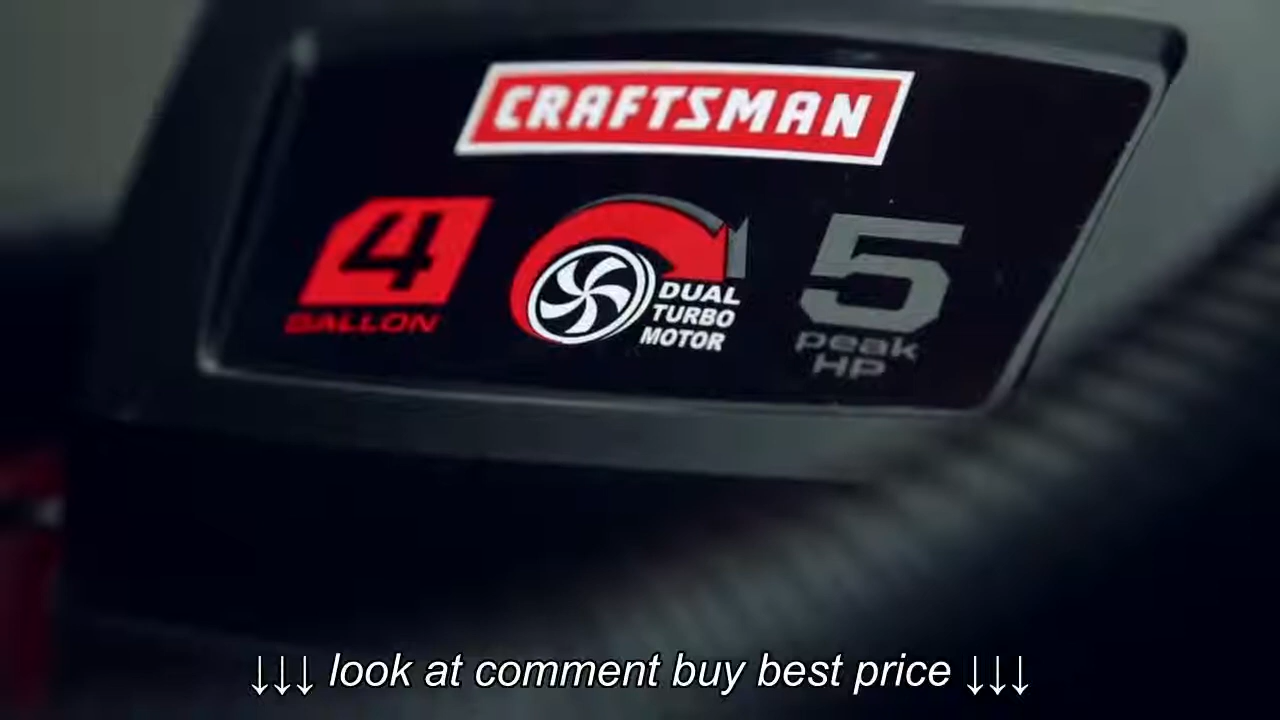 CRAFTSMAN
4
GALLON
DUAL
TURBO
MOTOR
5
peak
HP
↓↓↓ look at comment buy best price ↓↓↓